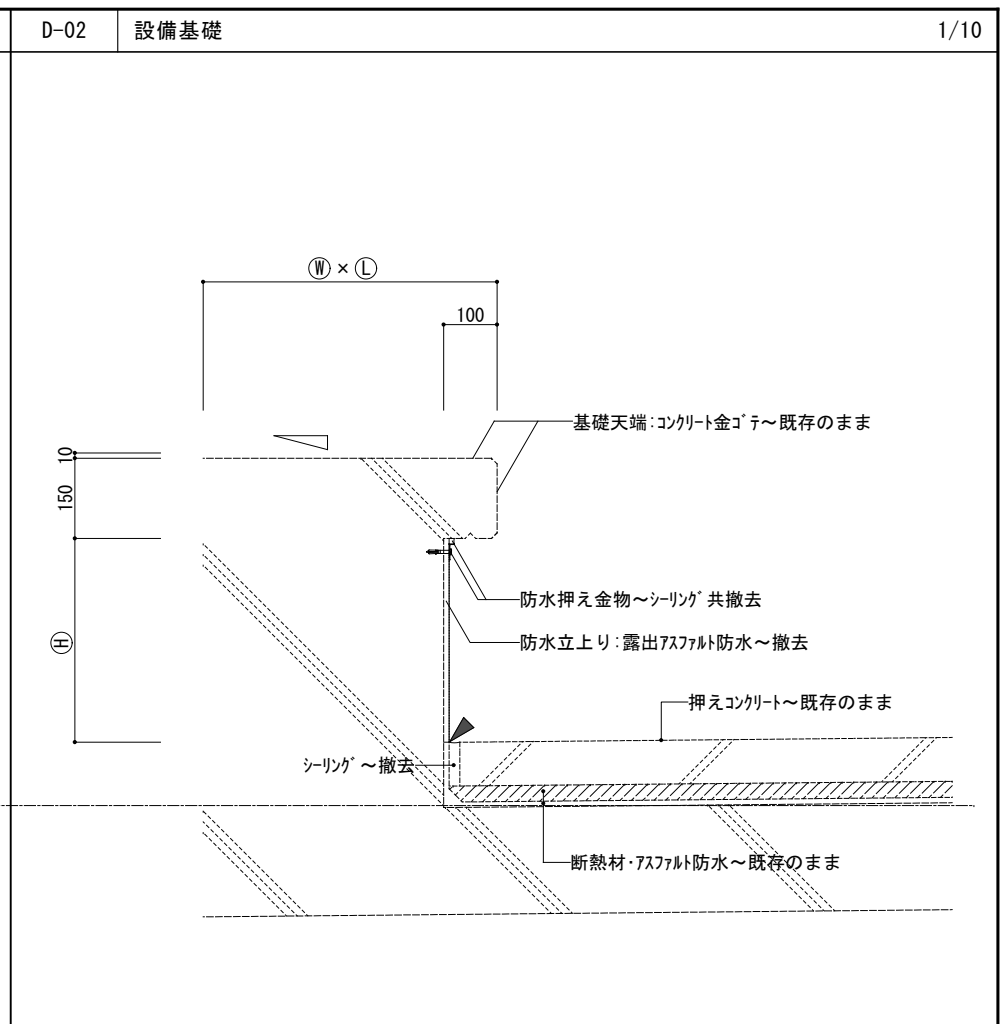 D-02 設備基礎 1/10
Ⓦ × Ⓛ
100
基礎天端:コンクリート金ゴテ~既存のまま
10
150
防水押え金物~シーリング共撤去
Ⓗ
防水立上り:露出アスファルト防水~撤去
押えコンクリート~既存のまま
シーリング~撤去
断熱材・アスファルト防水~既存のまま